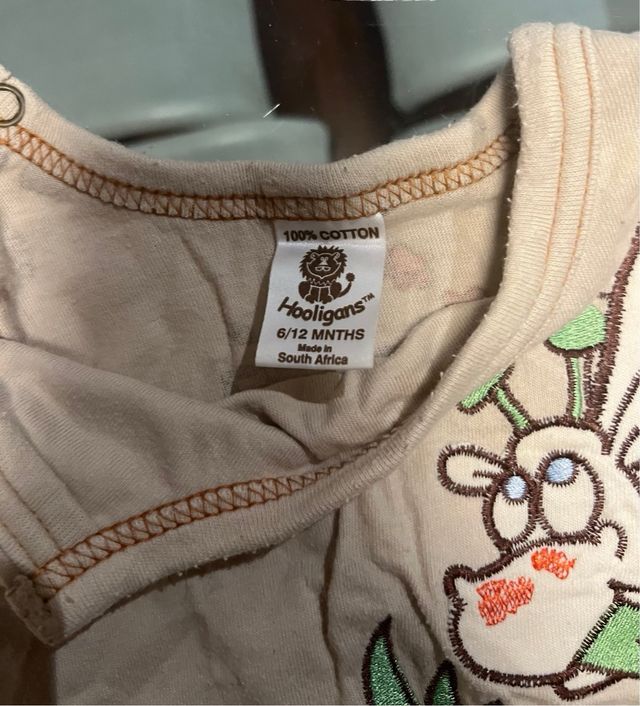 100% COTTON
Hooligans™
6/12 MNTHS
Made in
South Africa